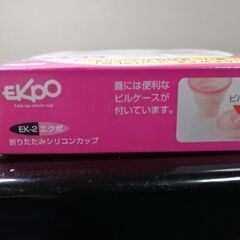 EKPO
Fold-up silicon cup
EK-2 エクポ
折りたたみシリコンカップ
蓋には便利な
ピルケースが
付いています。